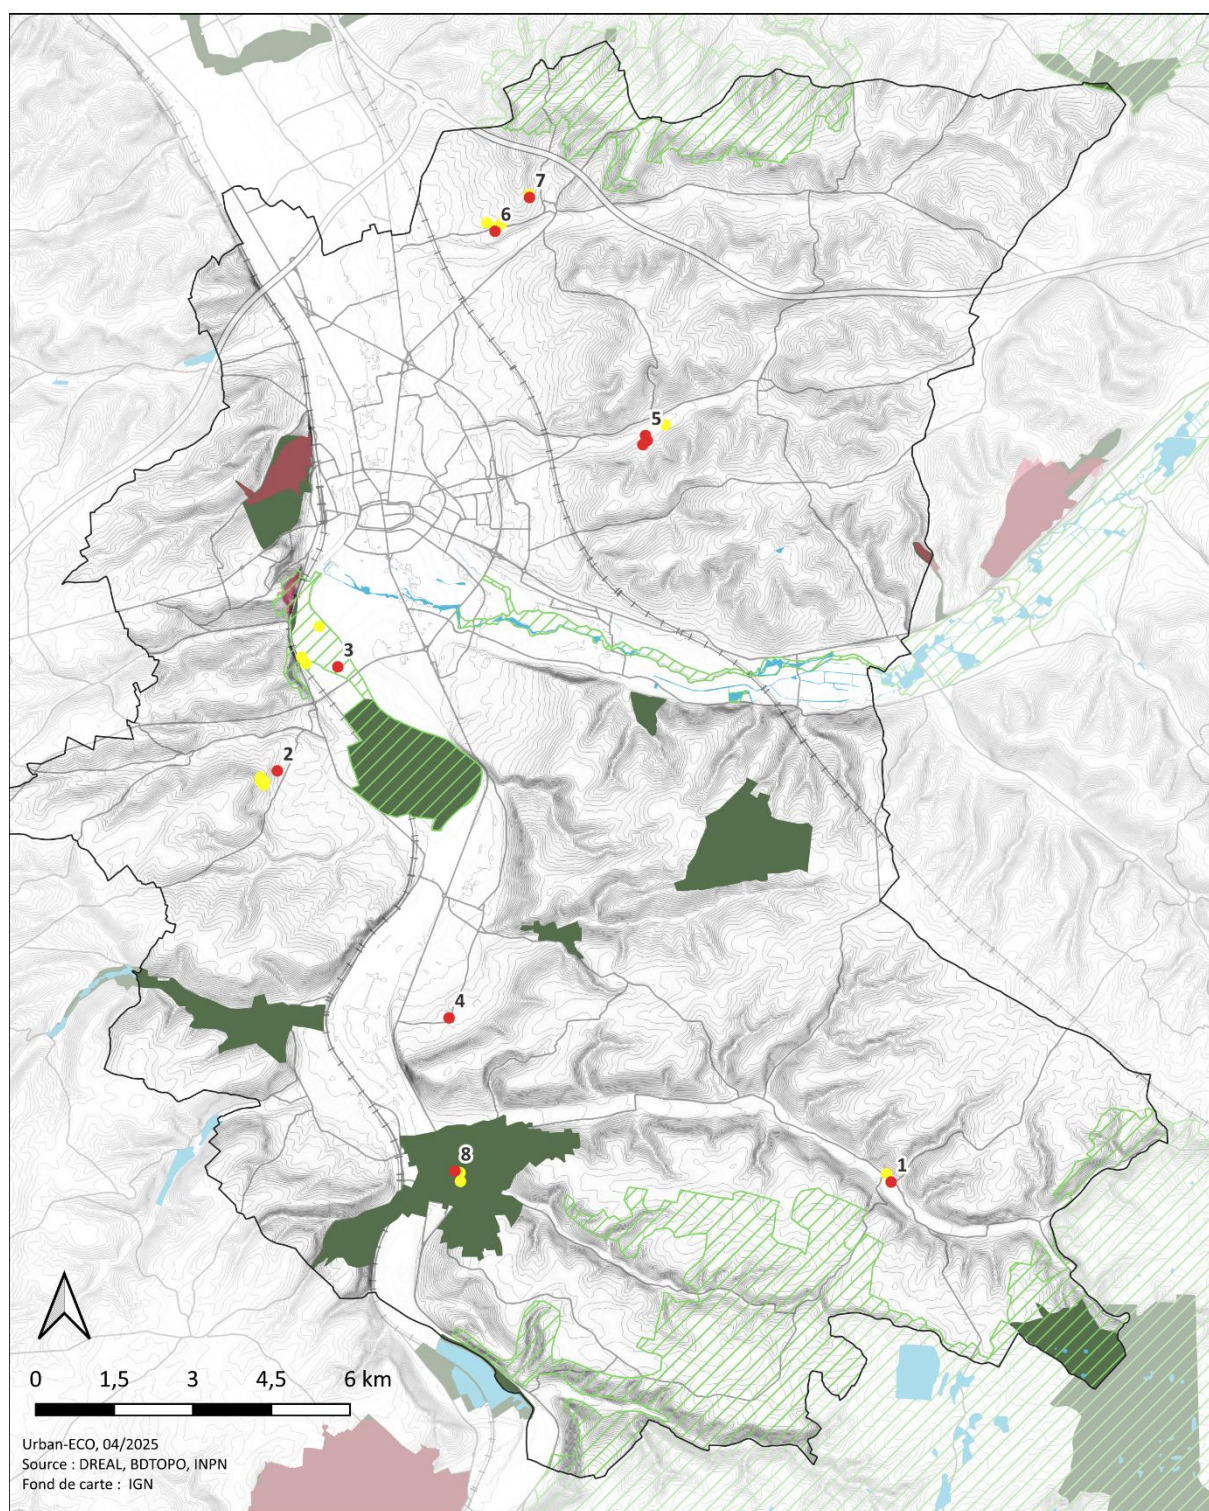 7
6
5
3
2
4
8
1
0 1,5 3 4,5 6 km
Urban-ECO, 04/2025
Source : DREAL, BDTOPO, INPN
Fond de carte : IGN